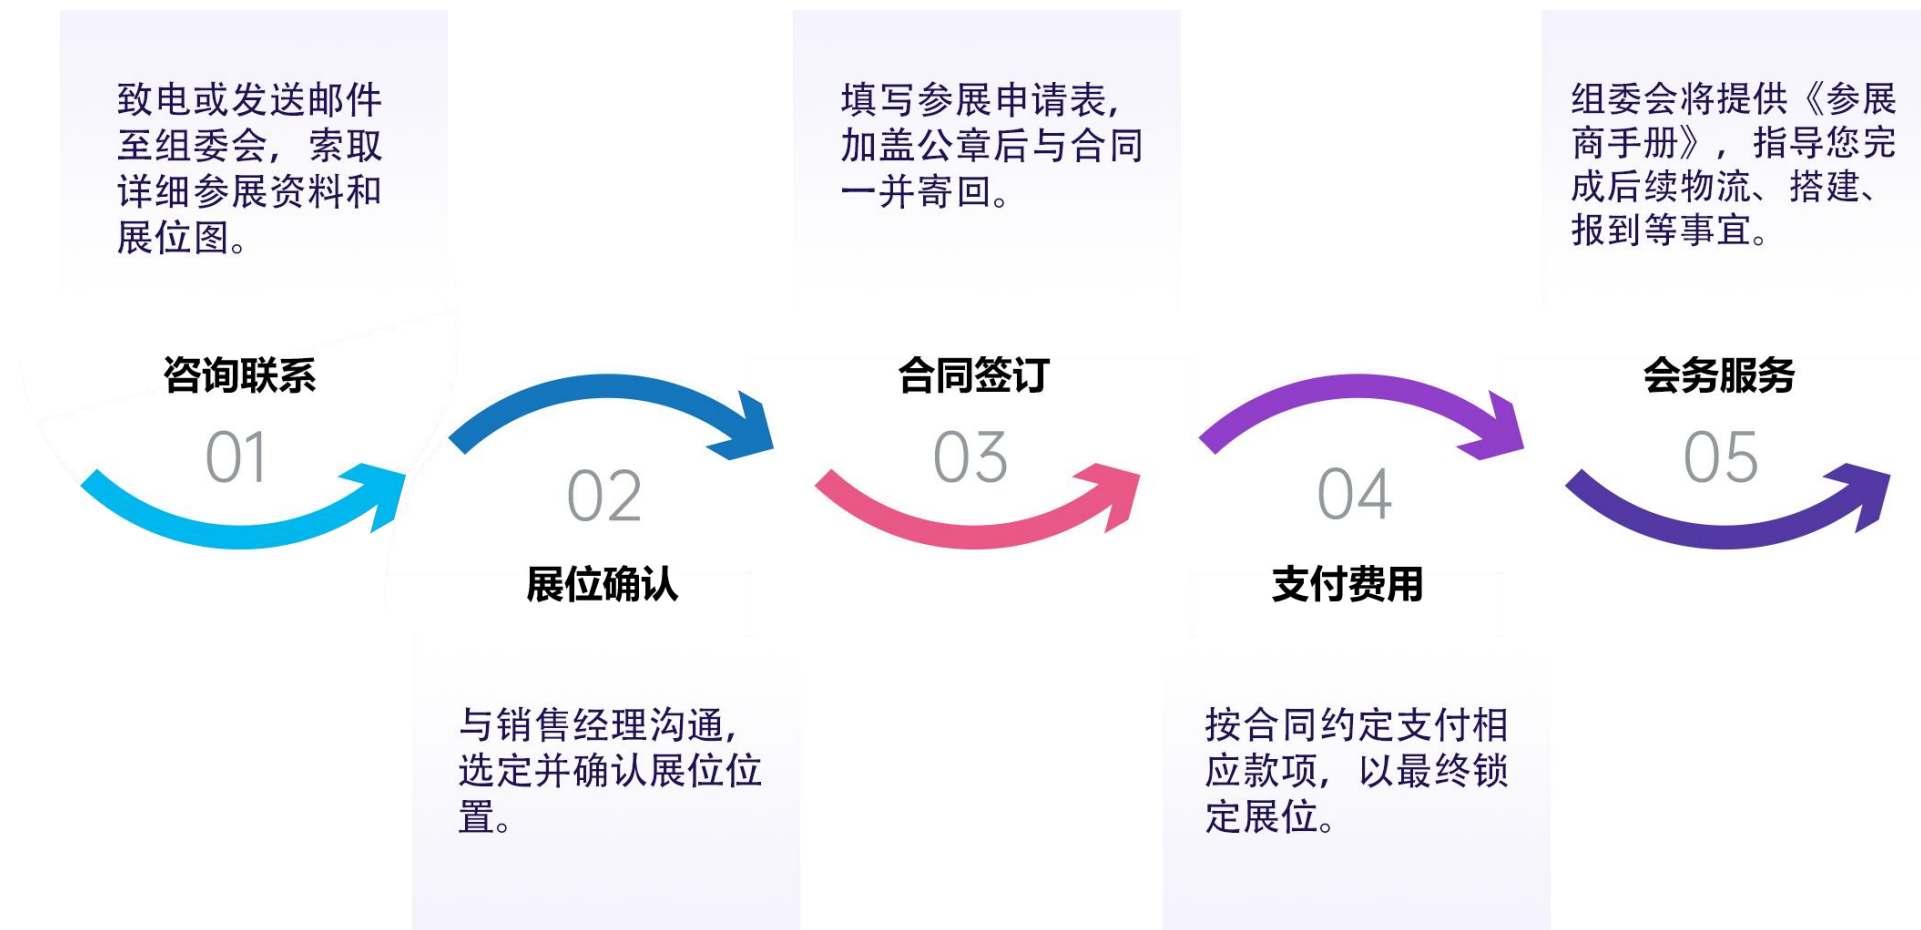 致电或发送邮件
至组委会，索取
详细参展资料和
展位图。
咨询联系
01
02
展位确认
与销售经理沟通，
选定并确认展位位
置。
填写参展申请表，
加盖公章后与合同
一并寄回。
合同签订
03
04
支付费用
按合同约定支付相
应款项，以最终锁
定展位。
组委会将提供《参展
商手册》，指导您完
成后续物流、搭建、
报到等事宜。
会务服务
05